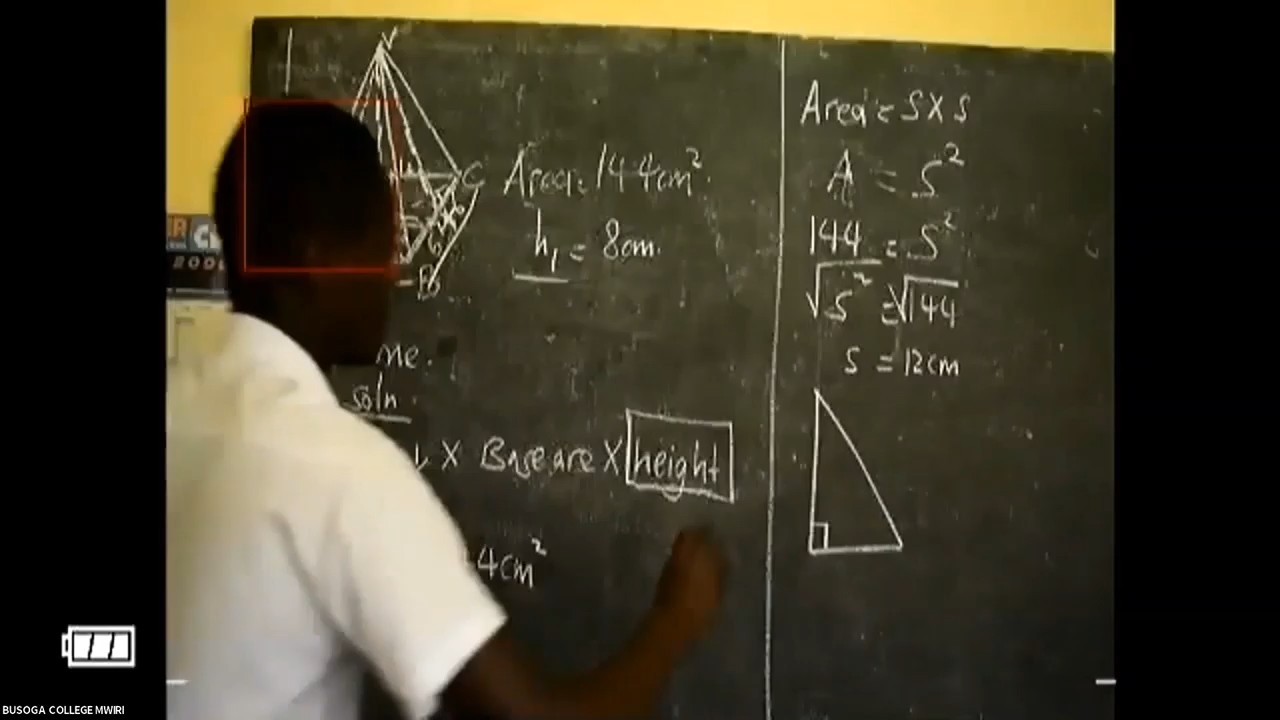 V
C
B
Area = 144cm²
h₁ = 8cm
me.
soln.
X Base are X height
4cm²
Area = S X S
A = S²
144 = S²
√S² = √144
S = 12cm
BUSOGA COLLEGE MWIRI